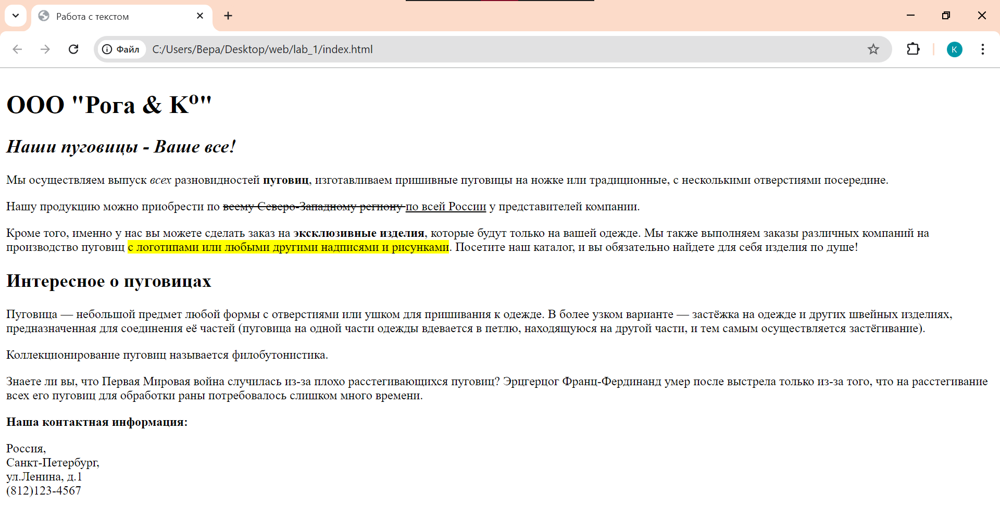 Работа с текстом
Файл
C:/Users/Вера/Desktop/web/lab_1/index.html
K
ООО "Рога & Kº"
Наши пуговицы - Ваше все!
Мы осуществляем выпуск всех разновидностей пуговиц, изготавливаем пришивные пуговицы на ножке или традиционные, с несколькими отверстиями посередине.
Нашу продукцию можно приобрести по всему Северо-Западному региону по всей России у представителей компании.
Кроме того, именно у нас вы можете сделать заказ на эксклюзивные изделия, которые будут только на вашей одежде. Мы также выполняем заказы различных компаний на
производство пуговиц с логотипами или любыми другими надписями и рисунками. Посетите наш каталог, и вы обязательно найдете для себя изделия по душе!
Интересное о пуговицах
Пуговица — небольшой предмет любой формы с отверстиями или ушком для пришивания к одежде. В более узком варианте — застёжка на одежде и других швейных изделиях,
предназначенная для соединения её частей (пуговица на одной части одежды вдевается в петлю, находящуюся на другой части, и тем самым осуществляется застёгивание).
Коллекционирование пуговиц называется филобутонистика.
Знаете ли вы, что Первая Мировая война случилась из-за плохо расстегивающихся пуговиц? Эрцгерцог Франц-Фердинанд умер после выстрела только из-за того, что на расстегивание
всех его пуговиц для обработки раны потребовалось слишком много времени.
Наша контактная информация:
Россия,
Санкт-Петербург,
ул.Ленина, д.1
(812)123-4567